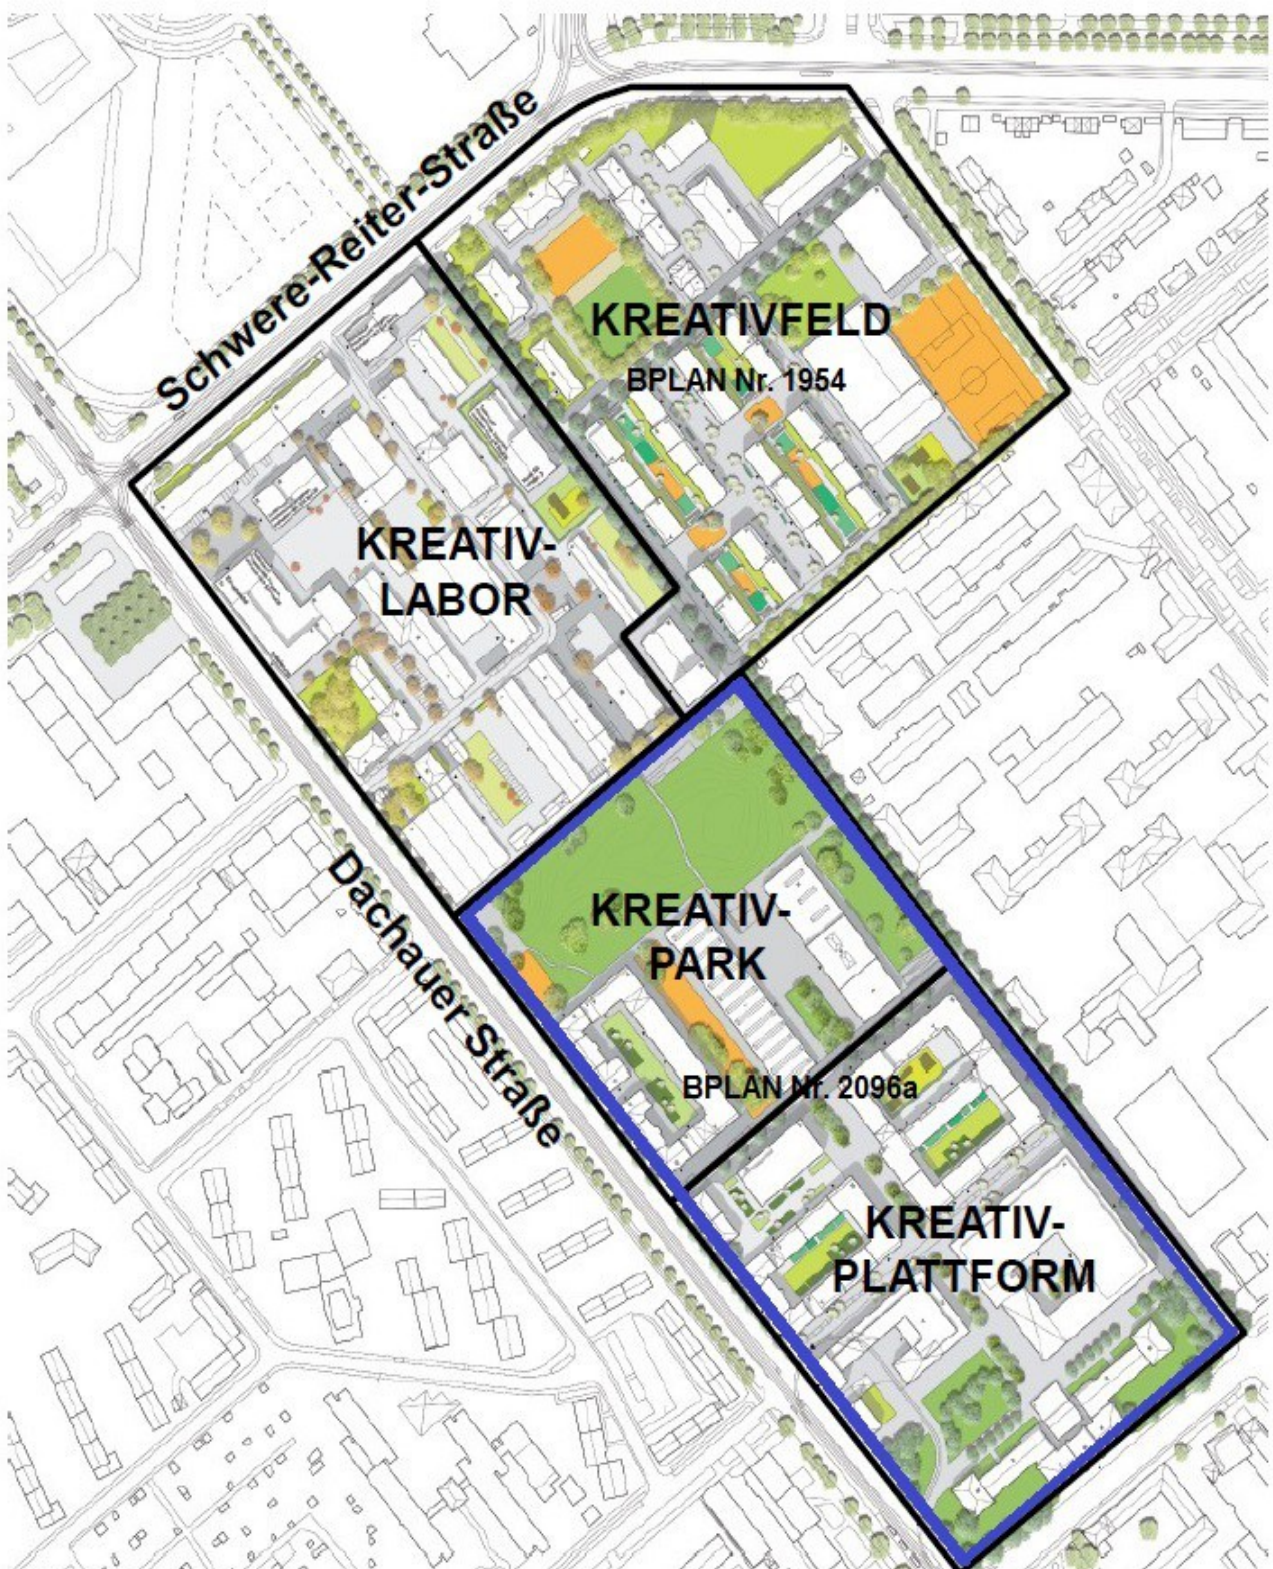 Schwere-Reiter-Straße
KREATIVFELD
BPLAN Nr. 1954
KREATIV-
LABOR
Dachauer Straße
KREATIV-
PARK
BPLAN Nr. 2096a
KREATIV-
PLATTFORM